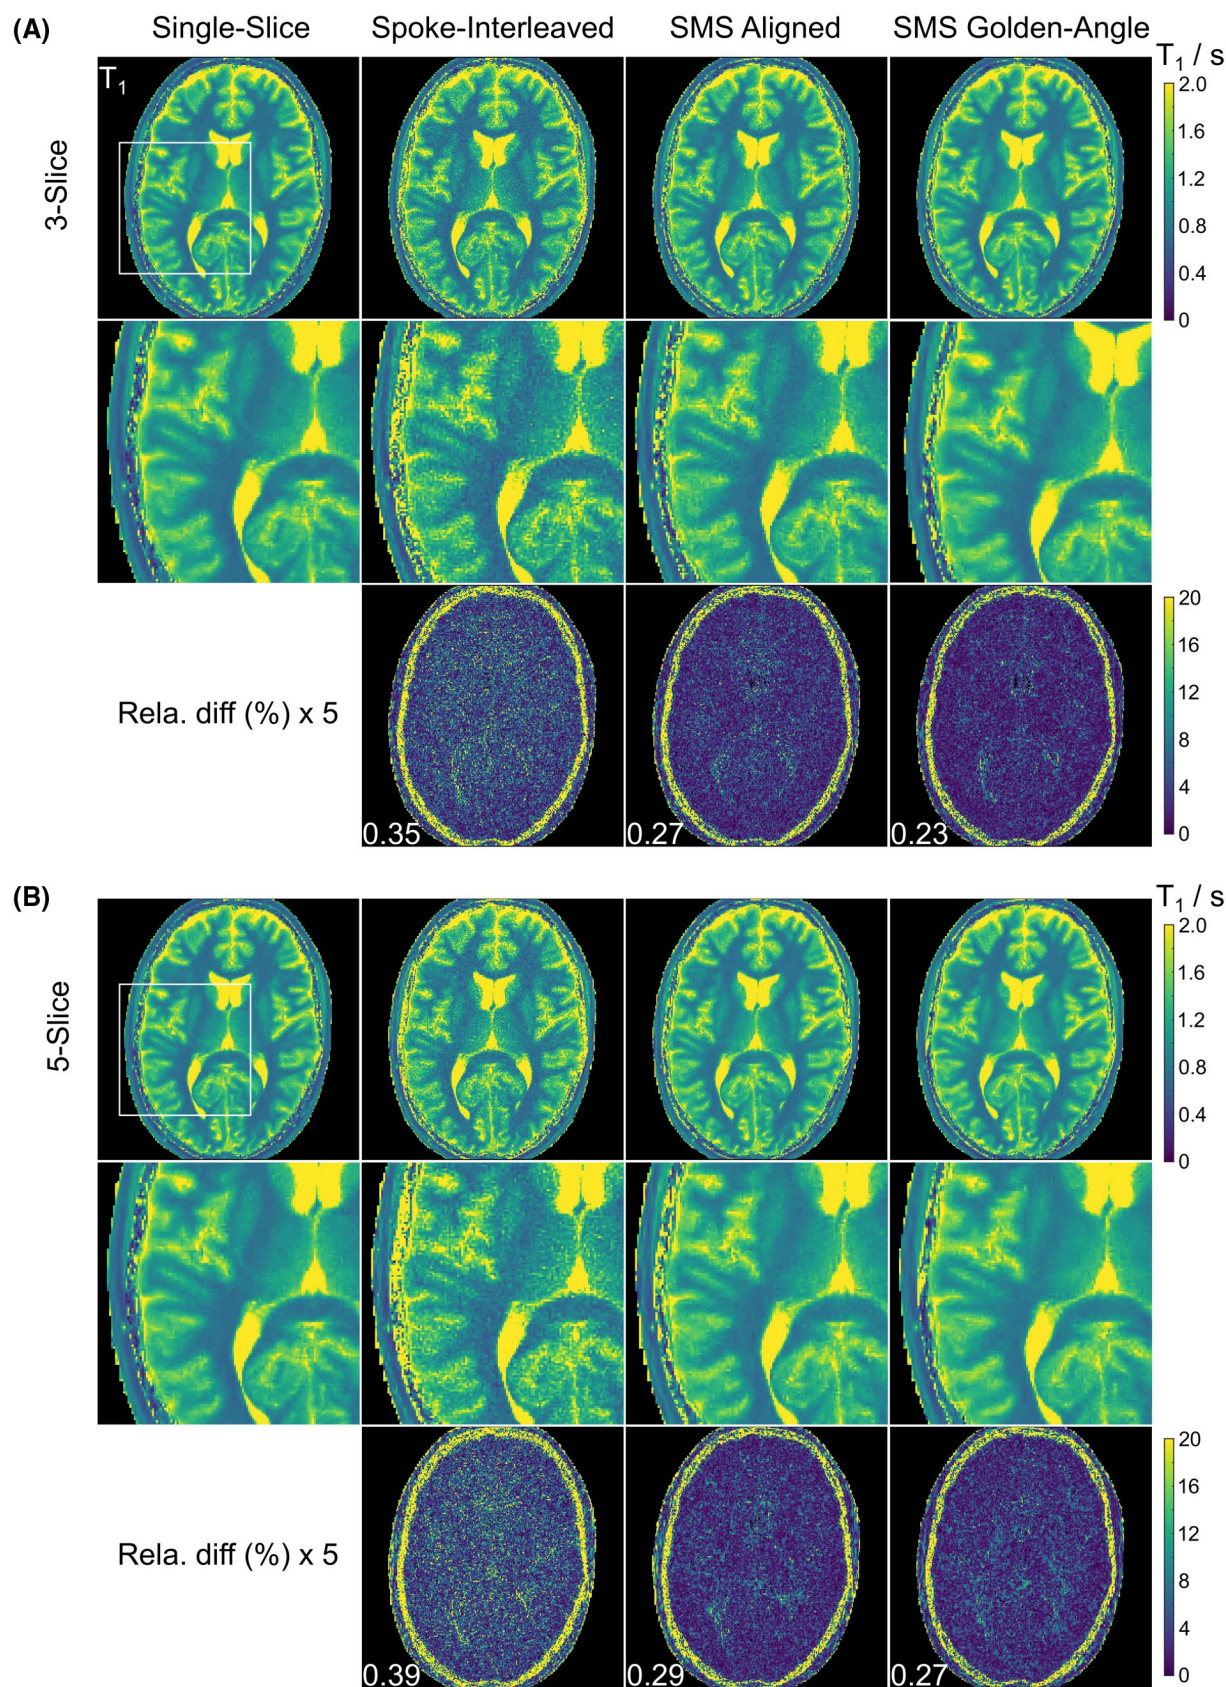 (A)
Single-Slice Spoke-Interleaved SMS Aligned SMS Golden-Angle
T1 / s
T1
3-Slice
2.0
1.6
1.2
0.8
0.4
0
Rela. diff (%) x 5
0.35 0.27 0.23
20
16
12
8
4
0
(B)
T1 / s
5-Slice
2.0
1.6
1.2
0.8
0.4
0
Rela. diff (%) x 5
0.39 0.29 0.27
20
16
12
8
4
0